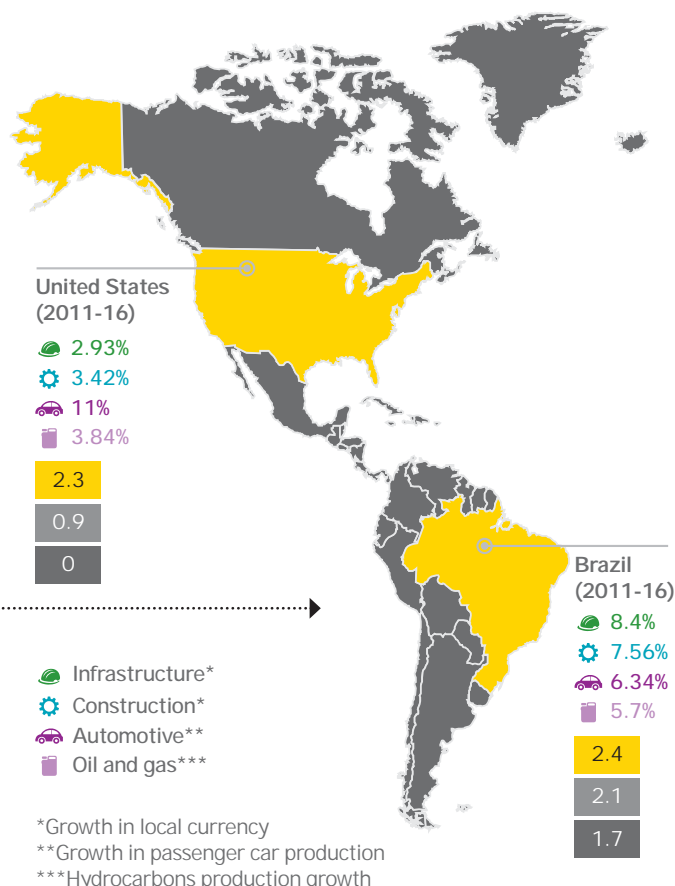 United States
(2011-16)
2.93%
3.42%
11%
3.84%
2.3
0.9
0
Brazil
(2011-16)
8.4%
7.56%
6.34%
5.7%
2.4
2.1
1.7
Infrastructure*
Construction*
Automotive**
Oil and gas***
*Growth in local currency
**Growth in passenger car production
***Hydrocarbons production growth